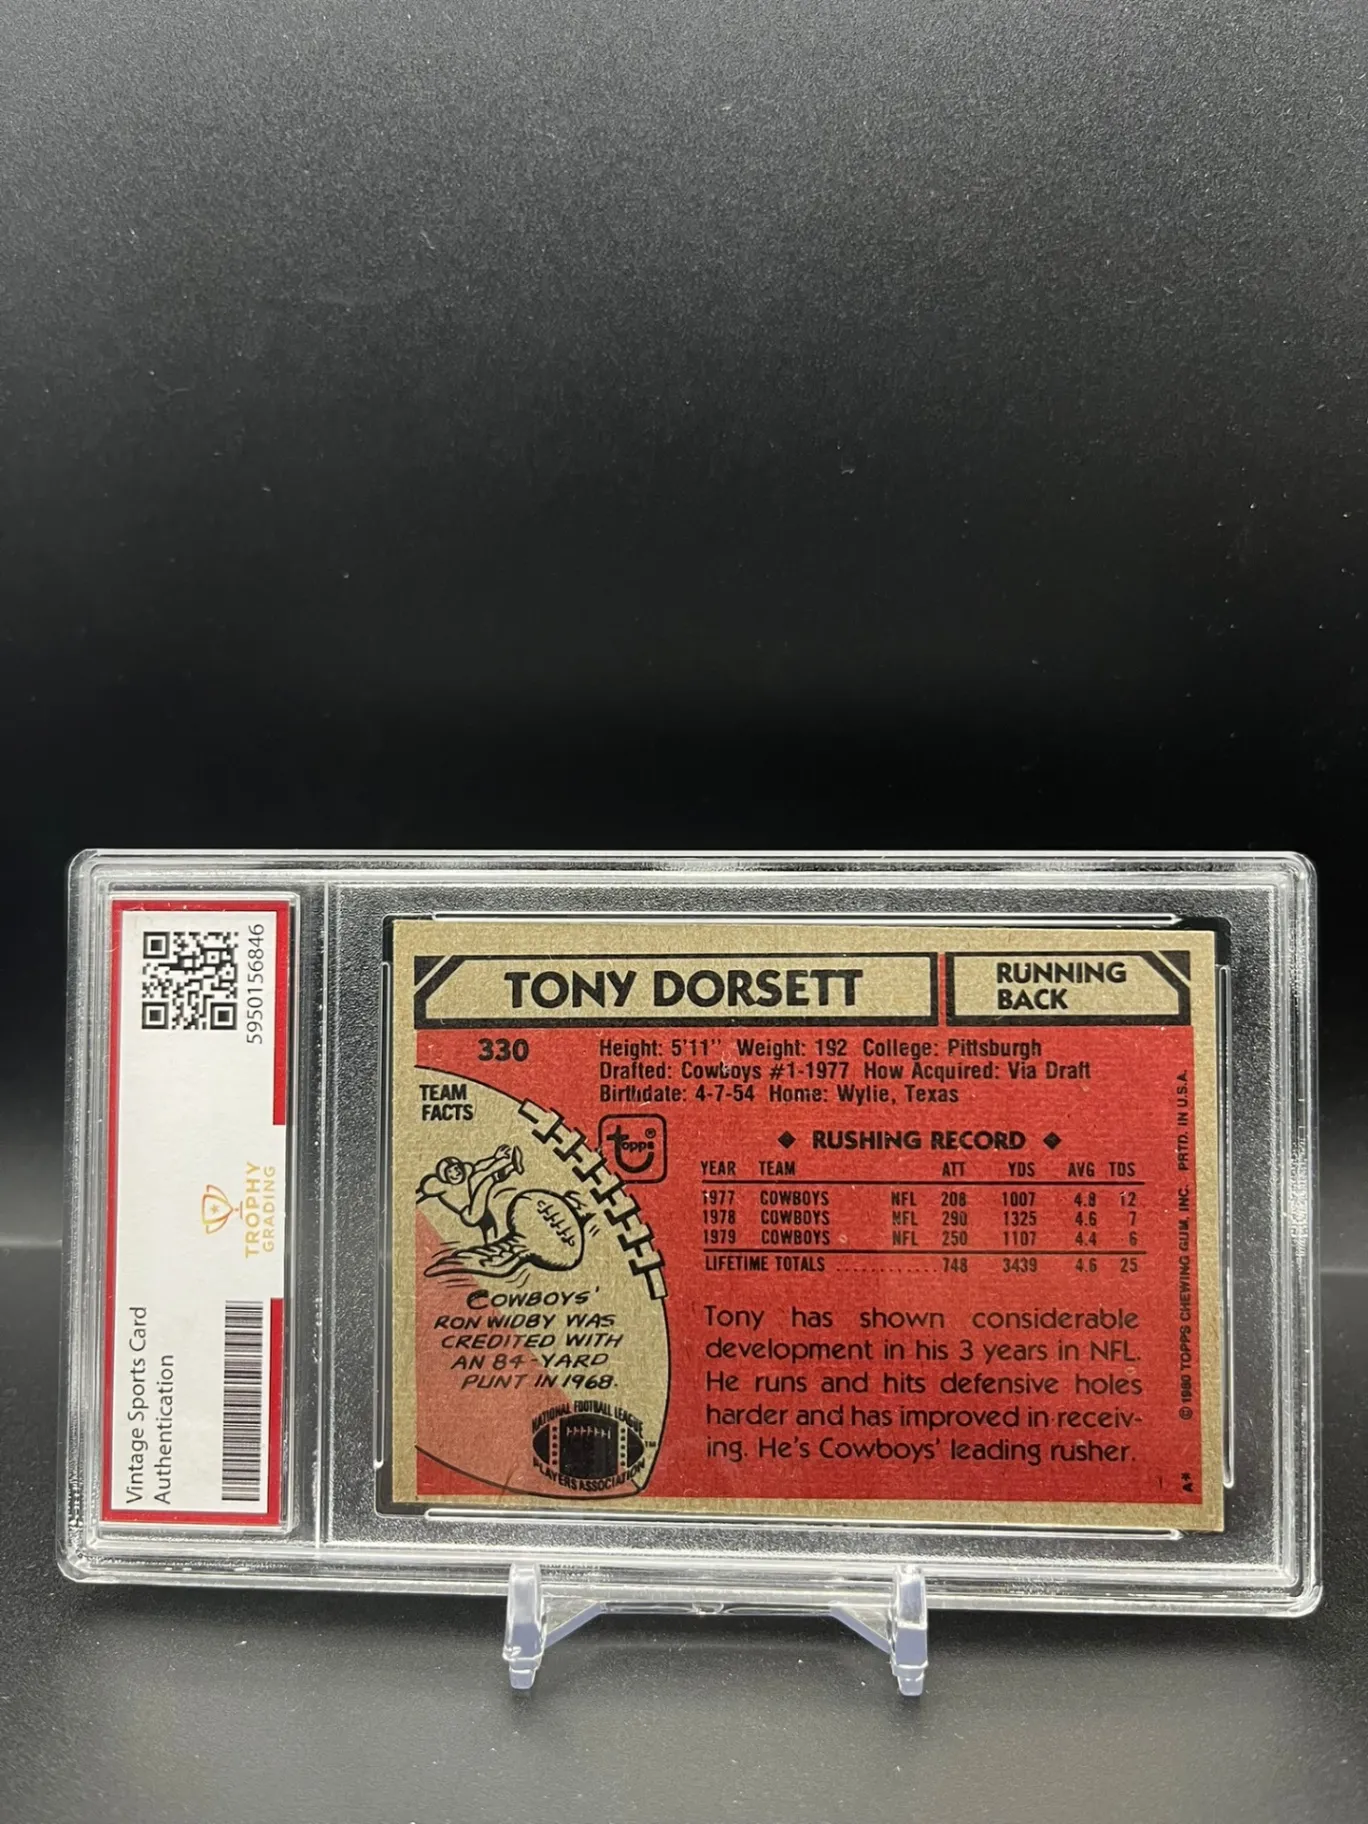 5950156846
TROPHY
GRADING
Vintage Sports Card
Authentication
TONY DORSETT
RUNNING
BACK
330
Height: 5'11" Weight: 192 College: Pittsburgh
Drafted: Cowboys #1-1977 How Acquired: Via Draft
Birthdate: 4-7-54 Home: Wylie, Texas
TEAM
FACTS
topps®
COWBOYS'
RON WIDBY WAS
CREDITED WITH
AN 84-YARD
PUNT IN 1968.
NATIONAL FOOTBALL LEAGUE
PLAYERS ASSOCIATION
TM
◆ RUSHING RECORD ◆
YEAR TEAM ATT YDS AVG TDS
1977 COWBOYS NFL 208 1007 4.8 12
1978 COWBOYS NFL 290 1325 4.6 7
1979 COWBOYS NFL 250 1107 4.4 6
LIFETIME TOTALS ............ 748 3439 4.6 25
Tony has shown considerable
development in his 3 years in NFL.
He runs and hits defensive holes
harder and has improved in receiv-
ing. He's Cowboys' leading rusher.
A*
© 1980 TOPPS CHEWING GUM, INC. PRTD. IN U.S.A.